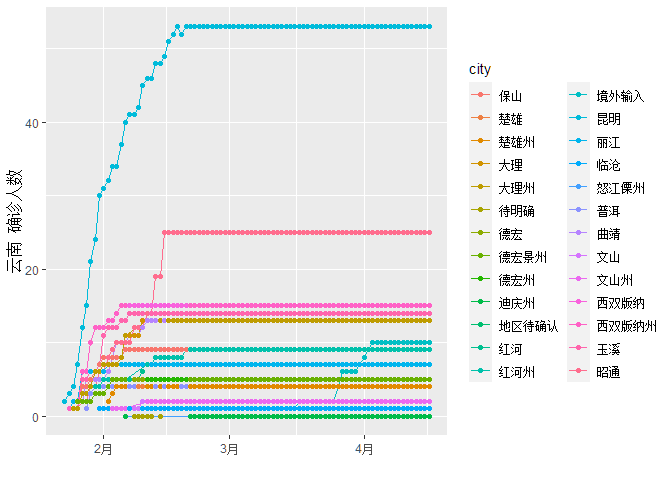 云南 确诊人数
40
20
0
2月
3月
4月
city
保山
楚雄
楚雄州
大理
大理州
待明确
德宏
德宏景州
德宏州
迪庆州
地区待确认
红河
红河州
境外输入
昆明
丽江
临沧
怒江傈州
普洱
曲靖
文山
文山州
西双版纳
西双版纳州
玉溪
昭通